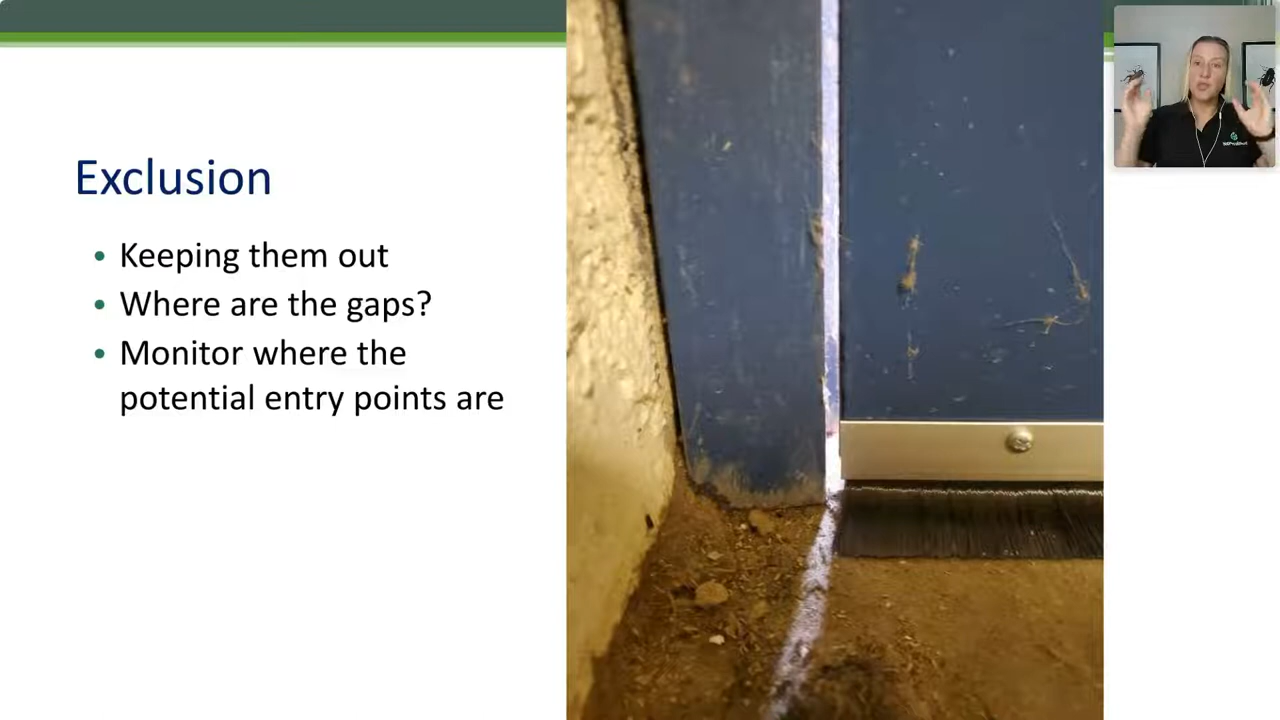 Exclusion
• Keeping them out
• Where are the gaps?
• Monitor where the
potential entry points are